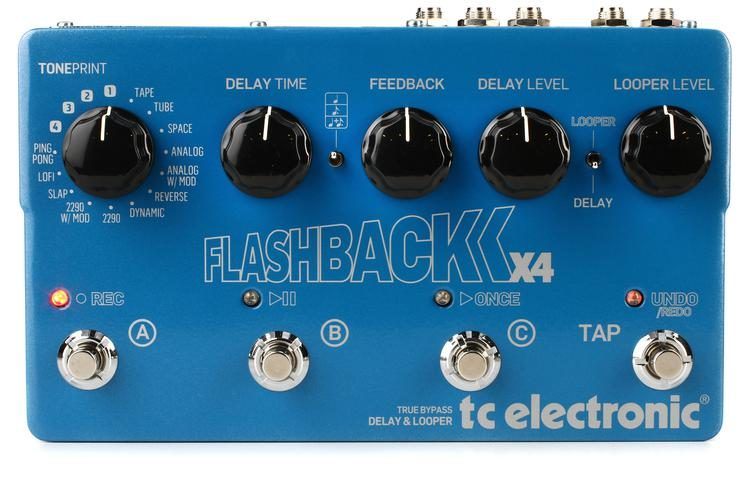 TONEPRINT
1
2
3
4
TAPE
TUBE
SPACE
ANALOG
ANALOG
W/ MOD
REVERSE
DYNAMIC
2290
2290
W/ MOD
SLAP
LOFI
PING
PONG
DELAY TIME
FEEDBACK
DELAY LEVEL
LOOPER
DELAY
LOOPER LEVEL
FLASHBACK X4
REC
ONCE
UNDO
/REDO
A
B
C
TAP
TRUE BYPASS
DELAY & LOOPER
tc electronic®